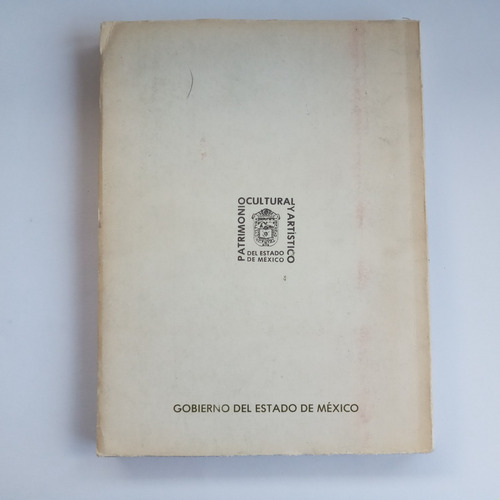 PATRIMONIO
CULTURAL
Y ARTÍSTICO
DEL ESTADO
DE MÉXICO
GOBIERNO DEL ESTADO DE MÉXICO